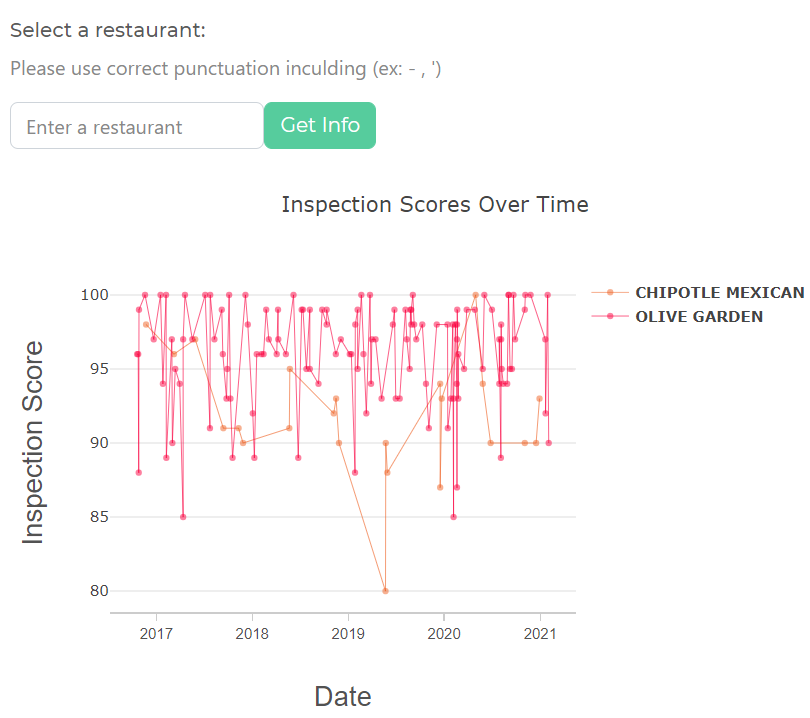 Select a restaurant:
Please use correct punctuation inculding (ex: - , ')
Enter a restaurant
Get Info
Inspection Scores Over Time
CHIPOTLE MEXICAN
OLIVE GARDEN
100
95
90
85
80
Inspection Score
2017 2018 2019 2020 2021
Date